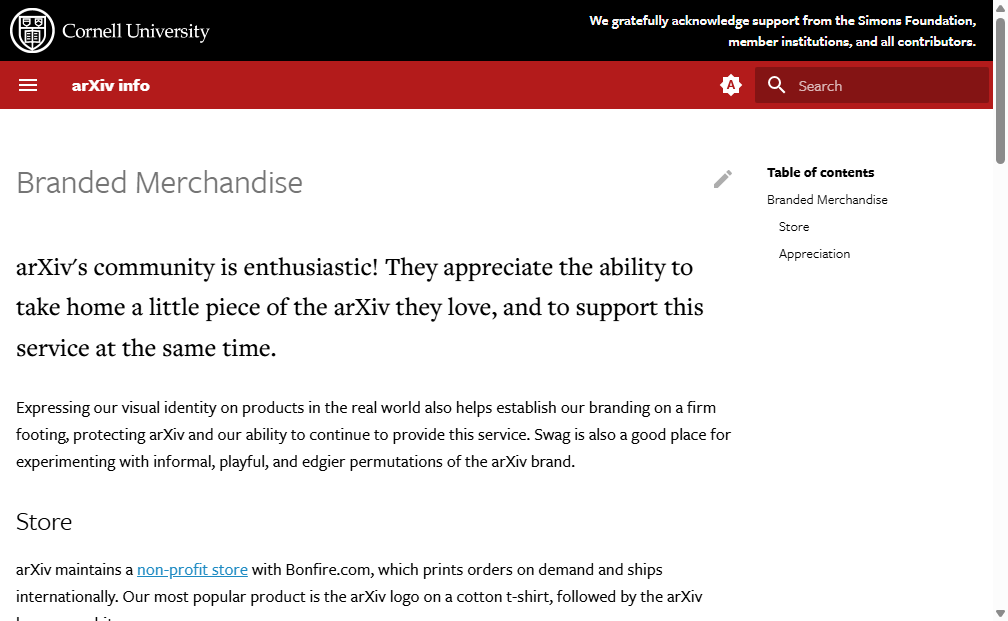 Cornell University
We gratefully acknowledge support from the Simons Foundation,
member institutions, and all contributors.
arXiv info
A
Search
Branded Merchandise
Table of contents
Branded Merchandise
Store
Appreciation
arXiv's community is enthusiastic! They appreciate the ability to
take home a little piece of the arXiv they love, and to support this
service at the same time.
Expressing our visual identity on products in the real world also helps establish our branding on a firm
footing, protecting arXiv and our ability to continue to provide this service. Swag is also a good place for
experimenting with informal, playful, and edgier permutations of the arXiv brand.
Store
arXiv maintains a non-profit store with Bonfire.com, which prints orders on demand and ships
internationally. Our most popular product is the arXiv logo on a cotton t-shirt, followed by the arXiv